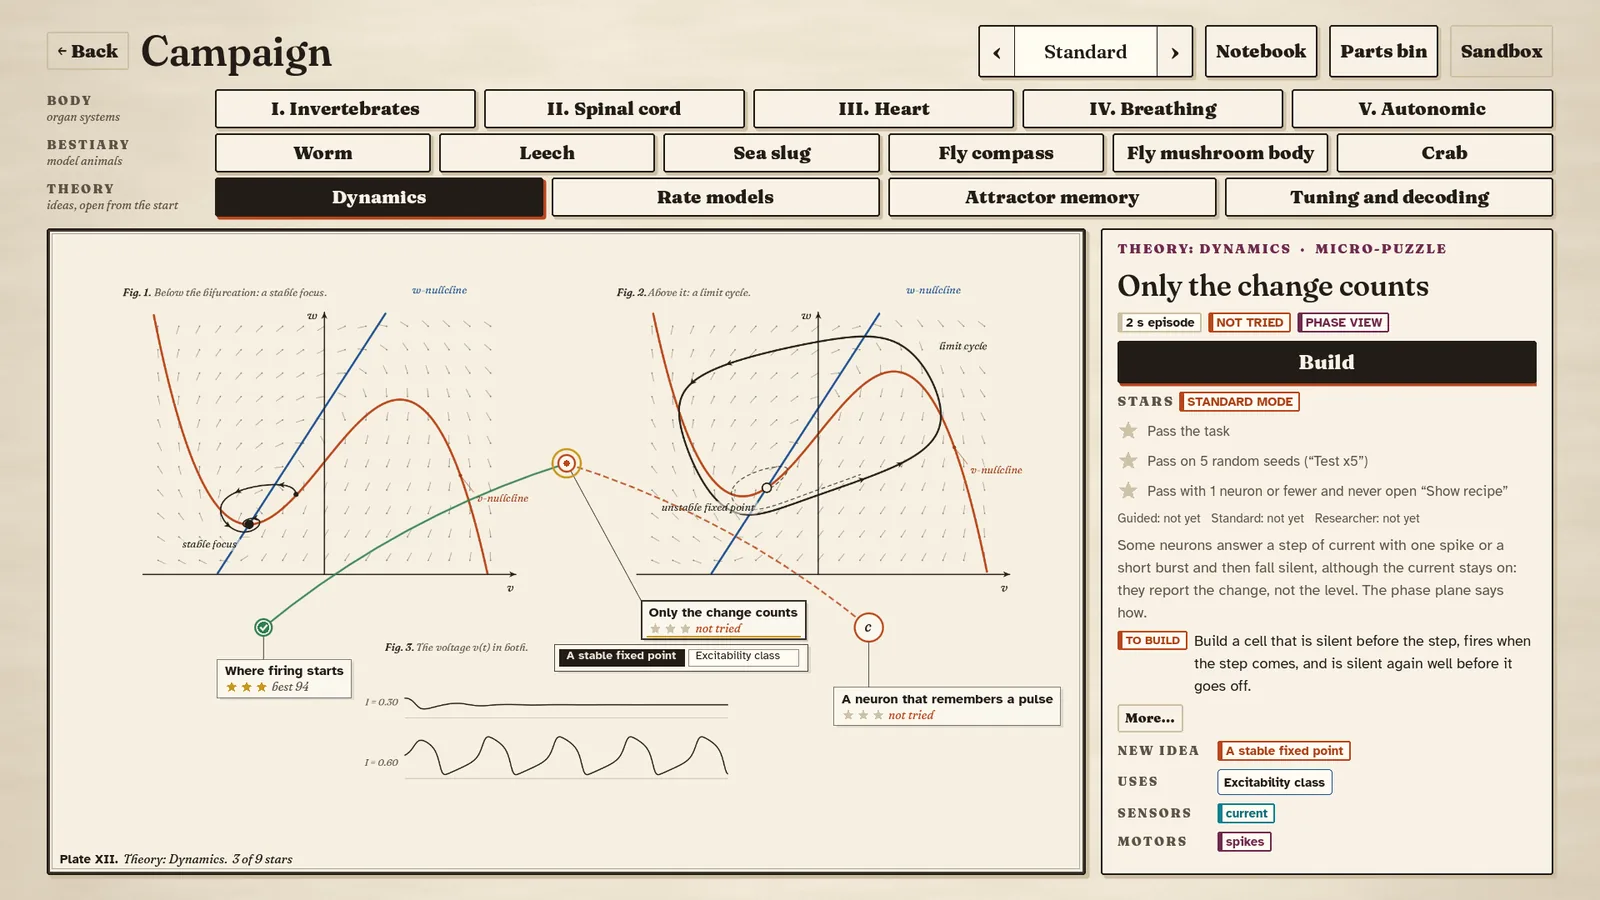 ← Back
Campaign
‹ Standard ›
Notebook
Parts bin
Sandbox
BODY
organ systems
I. Invertebrates
II. Spinal cord
III. Heart
IV. Breathing
V. Autonomic
BESTIARY
model animals
Worm
Leech
Sea slug
Fly compass
Fly mushroom body
Crab
THEORY
ideas, open from the start
Dynamics
Rate models
Attractor memory
Tuning and decoding
Fig. 1. Below the bifurcation: a stable focus.
w-nullcline
w
v-nullcline
stable focus
v
Fig. 2. Above it: a limit cycle.
w-nullcline
w
limit cycle
v-nullcline
unstable fixed point
v
Only the change counts
not tried
A stable fixed point
Excitability class
c
Where firing starts
best 94
Fig. 3. The voltage v(t) in both.
A neuron that remembers a pulse
not tried
I = 0.30
I = 0.60
Plate XII. Theory: Dynamics. 3 of 9 stars
THEORY: DYNAMICS · MICRO-PUZZLE
Only the change counts
2 s episode
NOT TRIED
PHASE VIEW
Build
STARS STANDARD MODE
Pass the task
Pass on 5 random seeds (“Test x5”)
Pass with 1 neuron or fewer and never open “Show recipe”
Guided: not yet Standard: not yet Researcher: not yet
Some neurons answer a step of current with one spike or a
short burst and then fall silent, although the current stays on:
they report the change, not the level. The phase plane says
how.
TO BUILD Build a cell that is silent before the step, fires when
the step comes, and is silent again well before it
goes off.
More...
NEW IDEA A stable fixed point
USES Excitability class
SENSORS current
MOTORS spikes